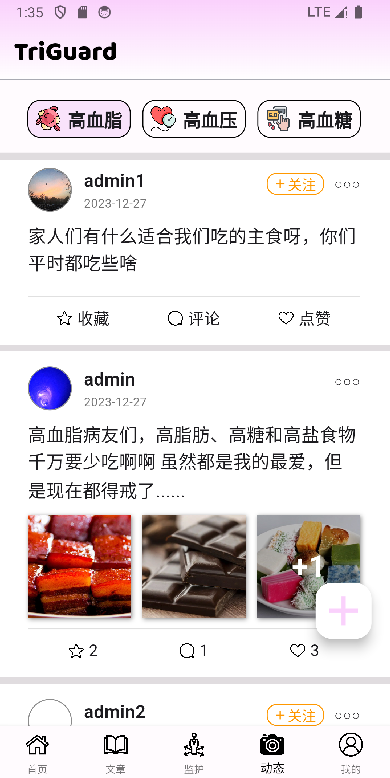 1:35
LTE
TriGuard
高血脂
高血压
高血糖
admin1
+关注
2023-12-27
家人们有什么适合我们吃的主食呀，你们
平时都吃些啥
收藏
评论
点赞
admin
2023-12-27
高血脂病友们，高脂肪、高糖和高盐食物
千万要少吃啊啊 虽然都是我的最爱，但
是现在都得戒了......
+1
2
1
3
admin2
+关注
首页
文章
监护
动态
我的